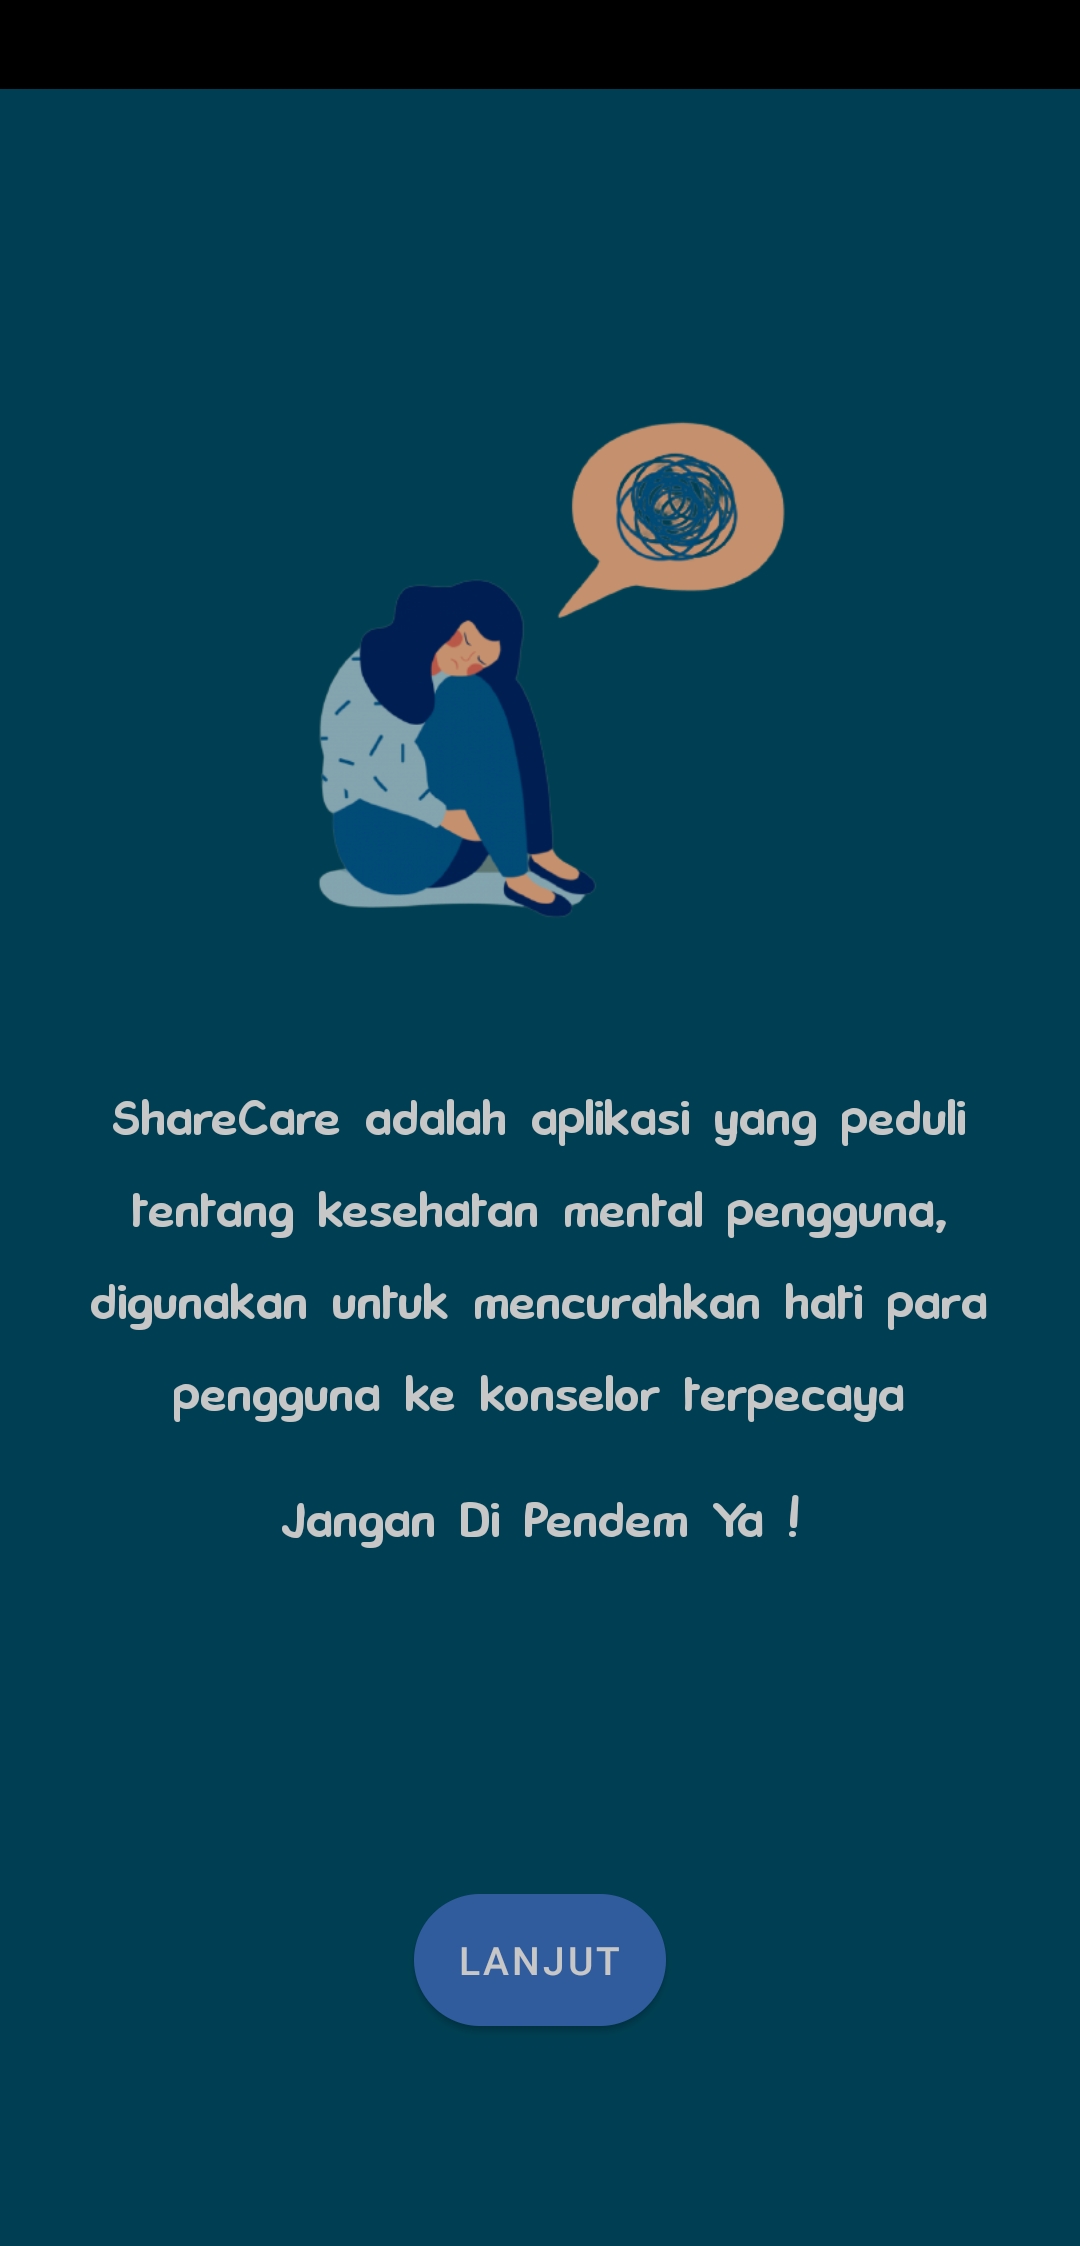 ShareCare adalah aplikasi yang peduli
tentang kesehatan mental pengguna,
digunakan untuk mencurahkan hati para
pengguna ke konselor terpecaya
Jangan Di Pendem Ya !
LANJUT